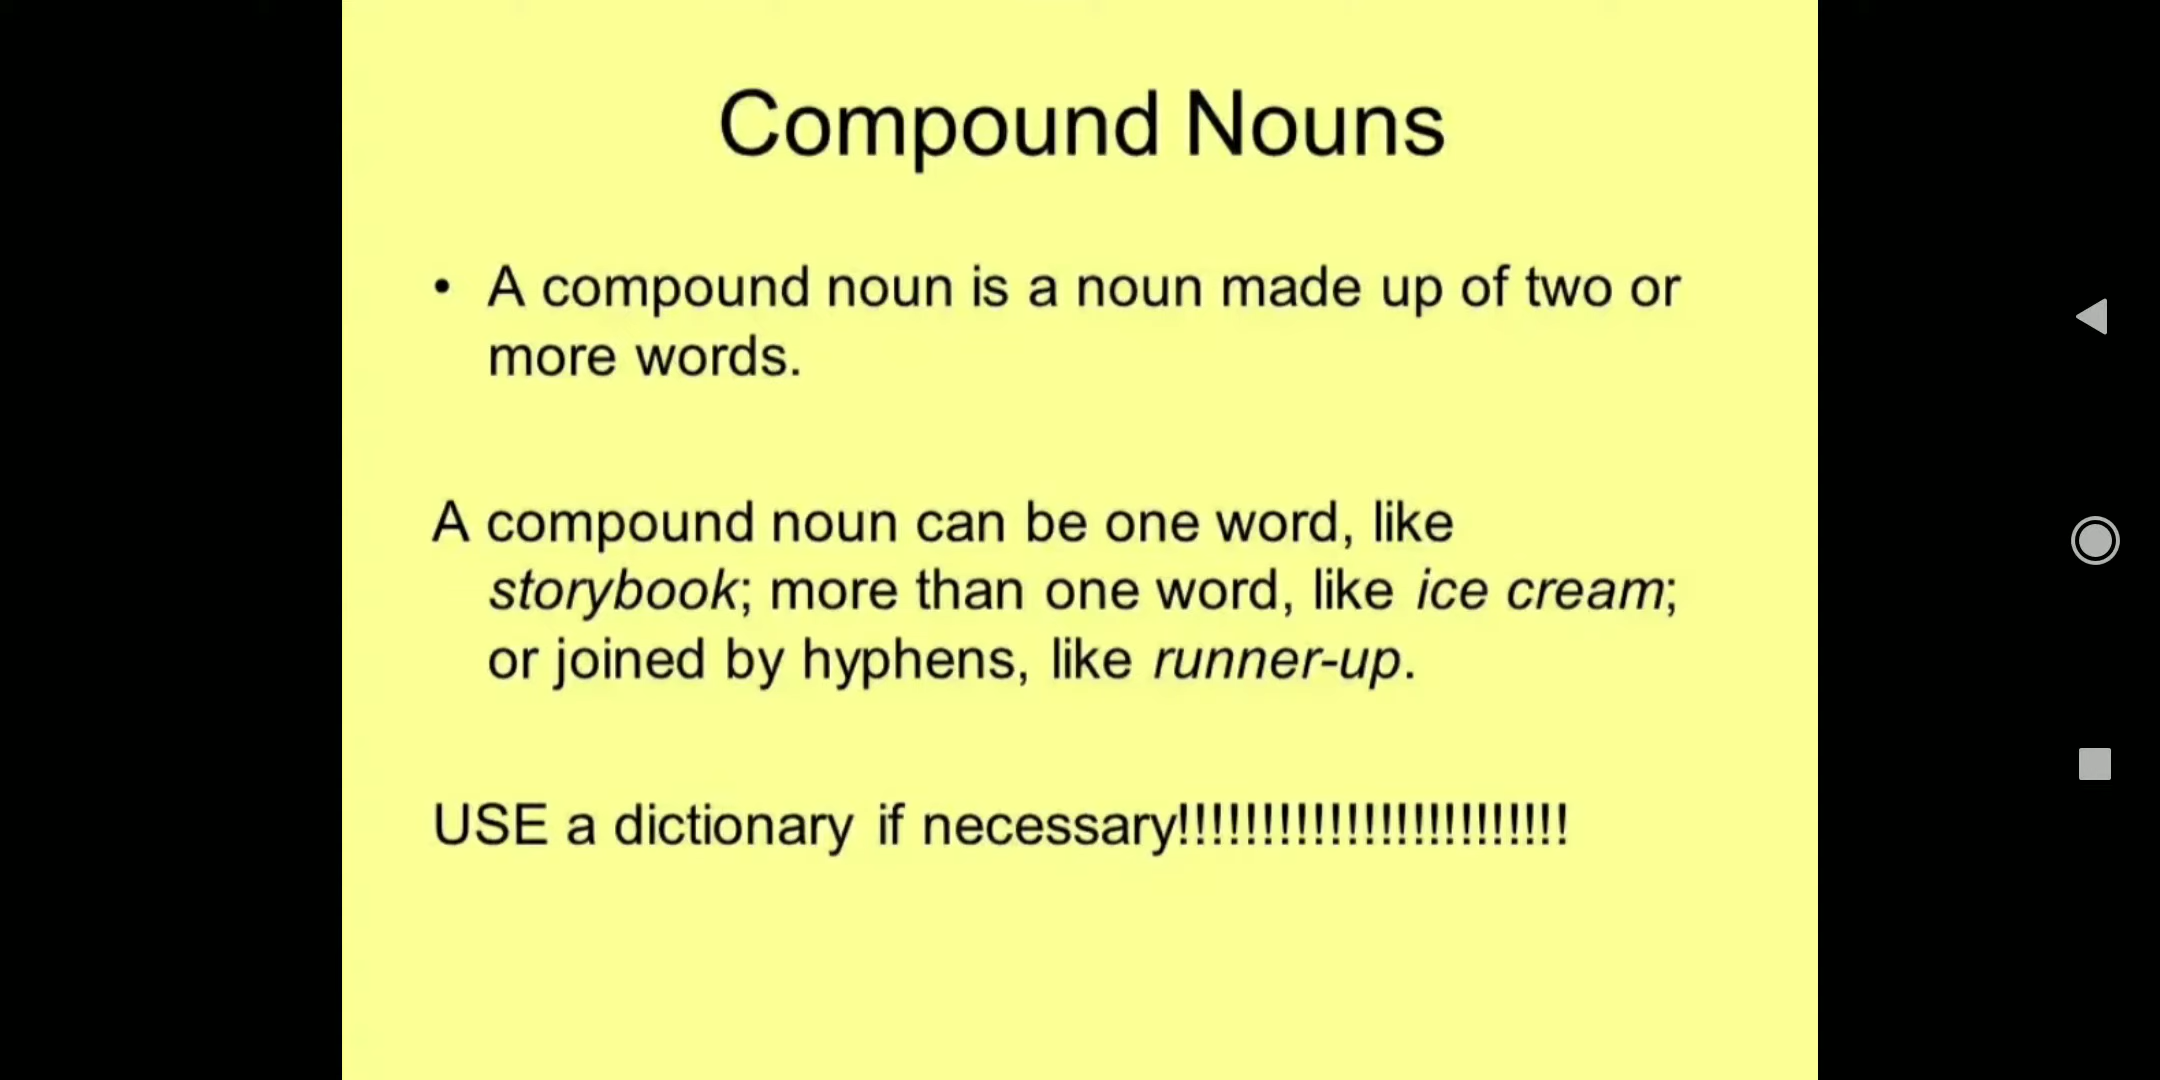 Compound Nouns
• A compound noun is a noun made up of two or
more words.
A compound noun can be one word, like
storybook; more than one word, like ice cream;
or joined by hyphens, like runner-up.
USE a dictionary if necessary!!!!!!!!!!!!!!!!!!!!!!!!